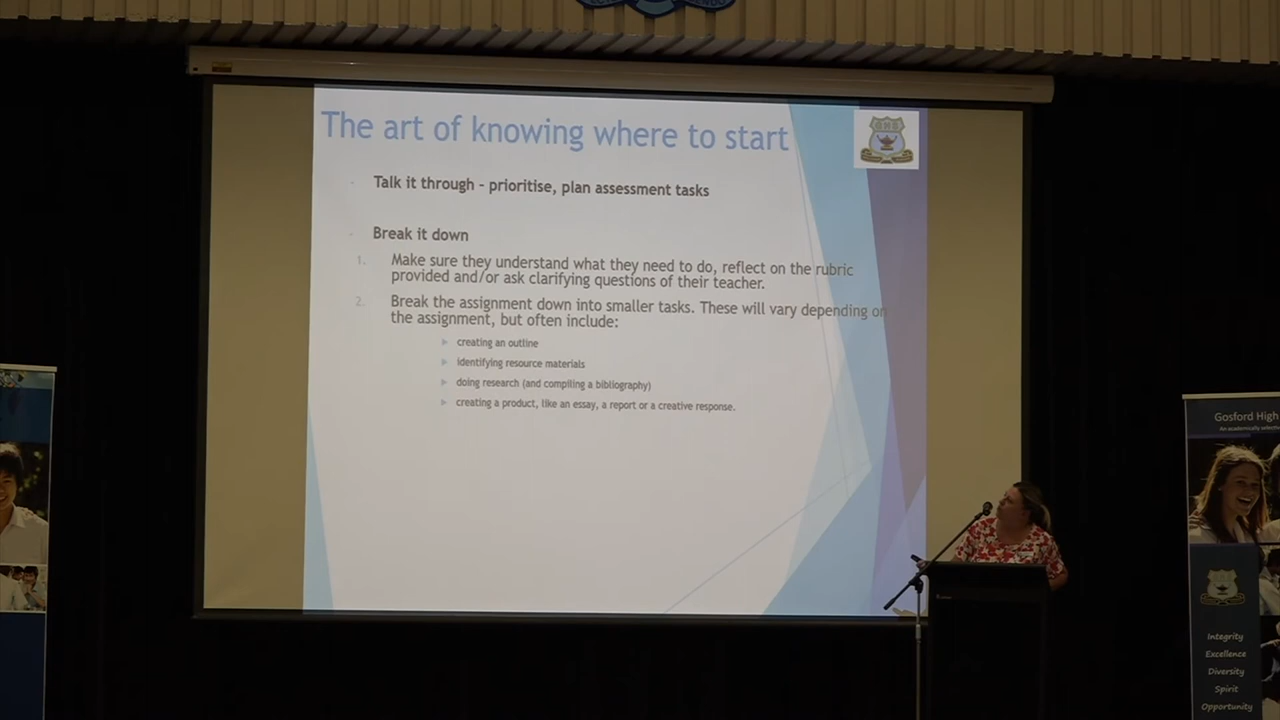 The art of knowing where to start
GHS
Talk it through - prioritise, plan assessment tasks
Break it down
1. Make sure they understand what they need to do, reflect on the rubric
provided and/or ask clarifying questions of their teacher.
2. Break the assignment down into smaller tasks. These will vary depending on
the assignment, but often include:
creating an outline
identifying resource materials
doing research (and compiling a bibliography)
creating a product, like an essay, a report or a creative response.
Gosford High
An academically
Integrity
Excellence
Diversity
Spirit
Opportunity